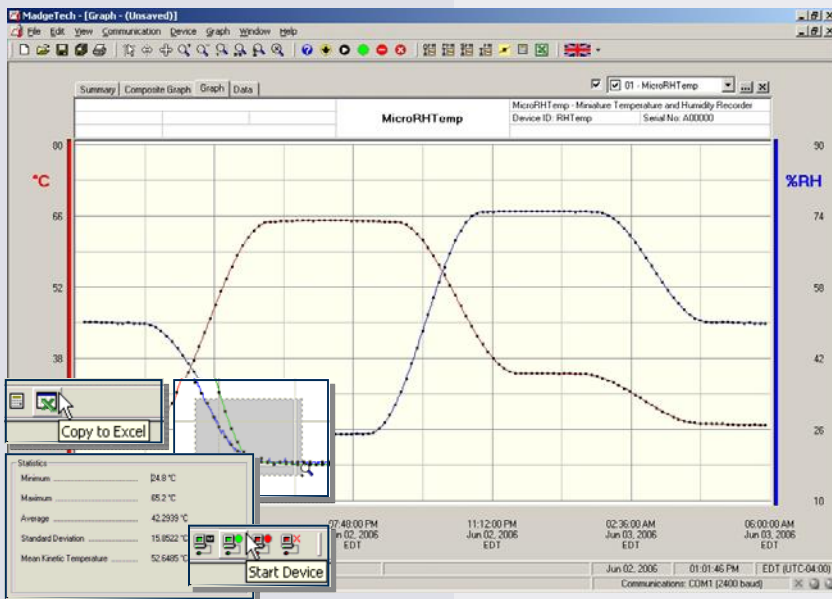 MadgeTech - [Graph - (Unsaved)]
File Edit View Communication Device Graph Window Help
Summary Composite Graph Graph Data
01 - MicroRHTemp
MicroRHTemp
MicroRHTemp - Miniature Temperature and Humidity Recorder
Device ID: RHTemp Serial No: A00000
80 90
°C %RH
66 74
52 58
38 42
26
10
Copy to Excel
Statistics
Minimum 24.8 °C
Maximum 65.2 °C
Average 42.2939 °C
Standard Deviation 15.8522 °C
Mean Kinetic Temperature 52.6485 °C
Start Device
07:48:00 PM 11:12:00 PM 02:36:00 AM 06:00:00 AM
Jun 02, 2006 Jun 03, 2006 Jun 03, 2006
EDT EDT EDT EDT
Jun 02, 2006 01:01:46 PM EDT (UTC-04:00)
Communications: COM1 (2400 baud)